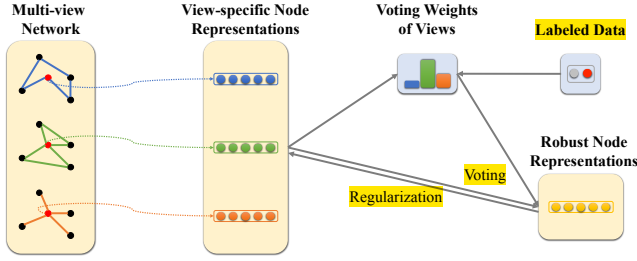 Multi-view
Network
View-specific Node
Representations
Voting Weights
of Views
Labeled Data
Robust Node
Representations
Voting
Regularization